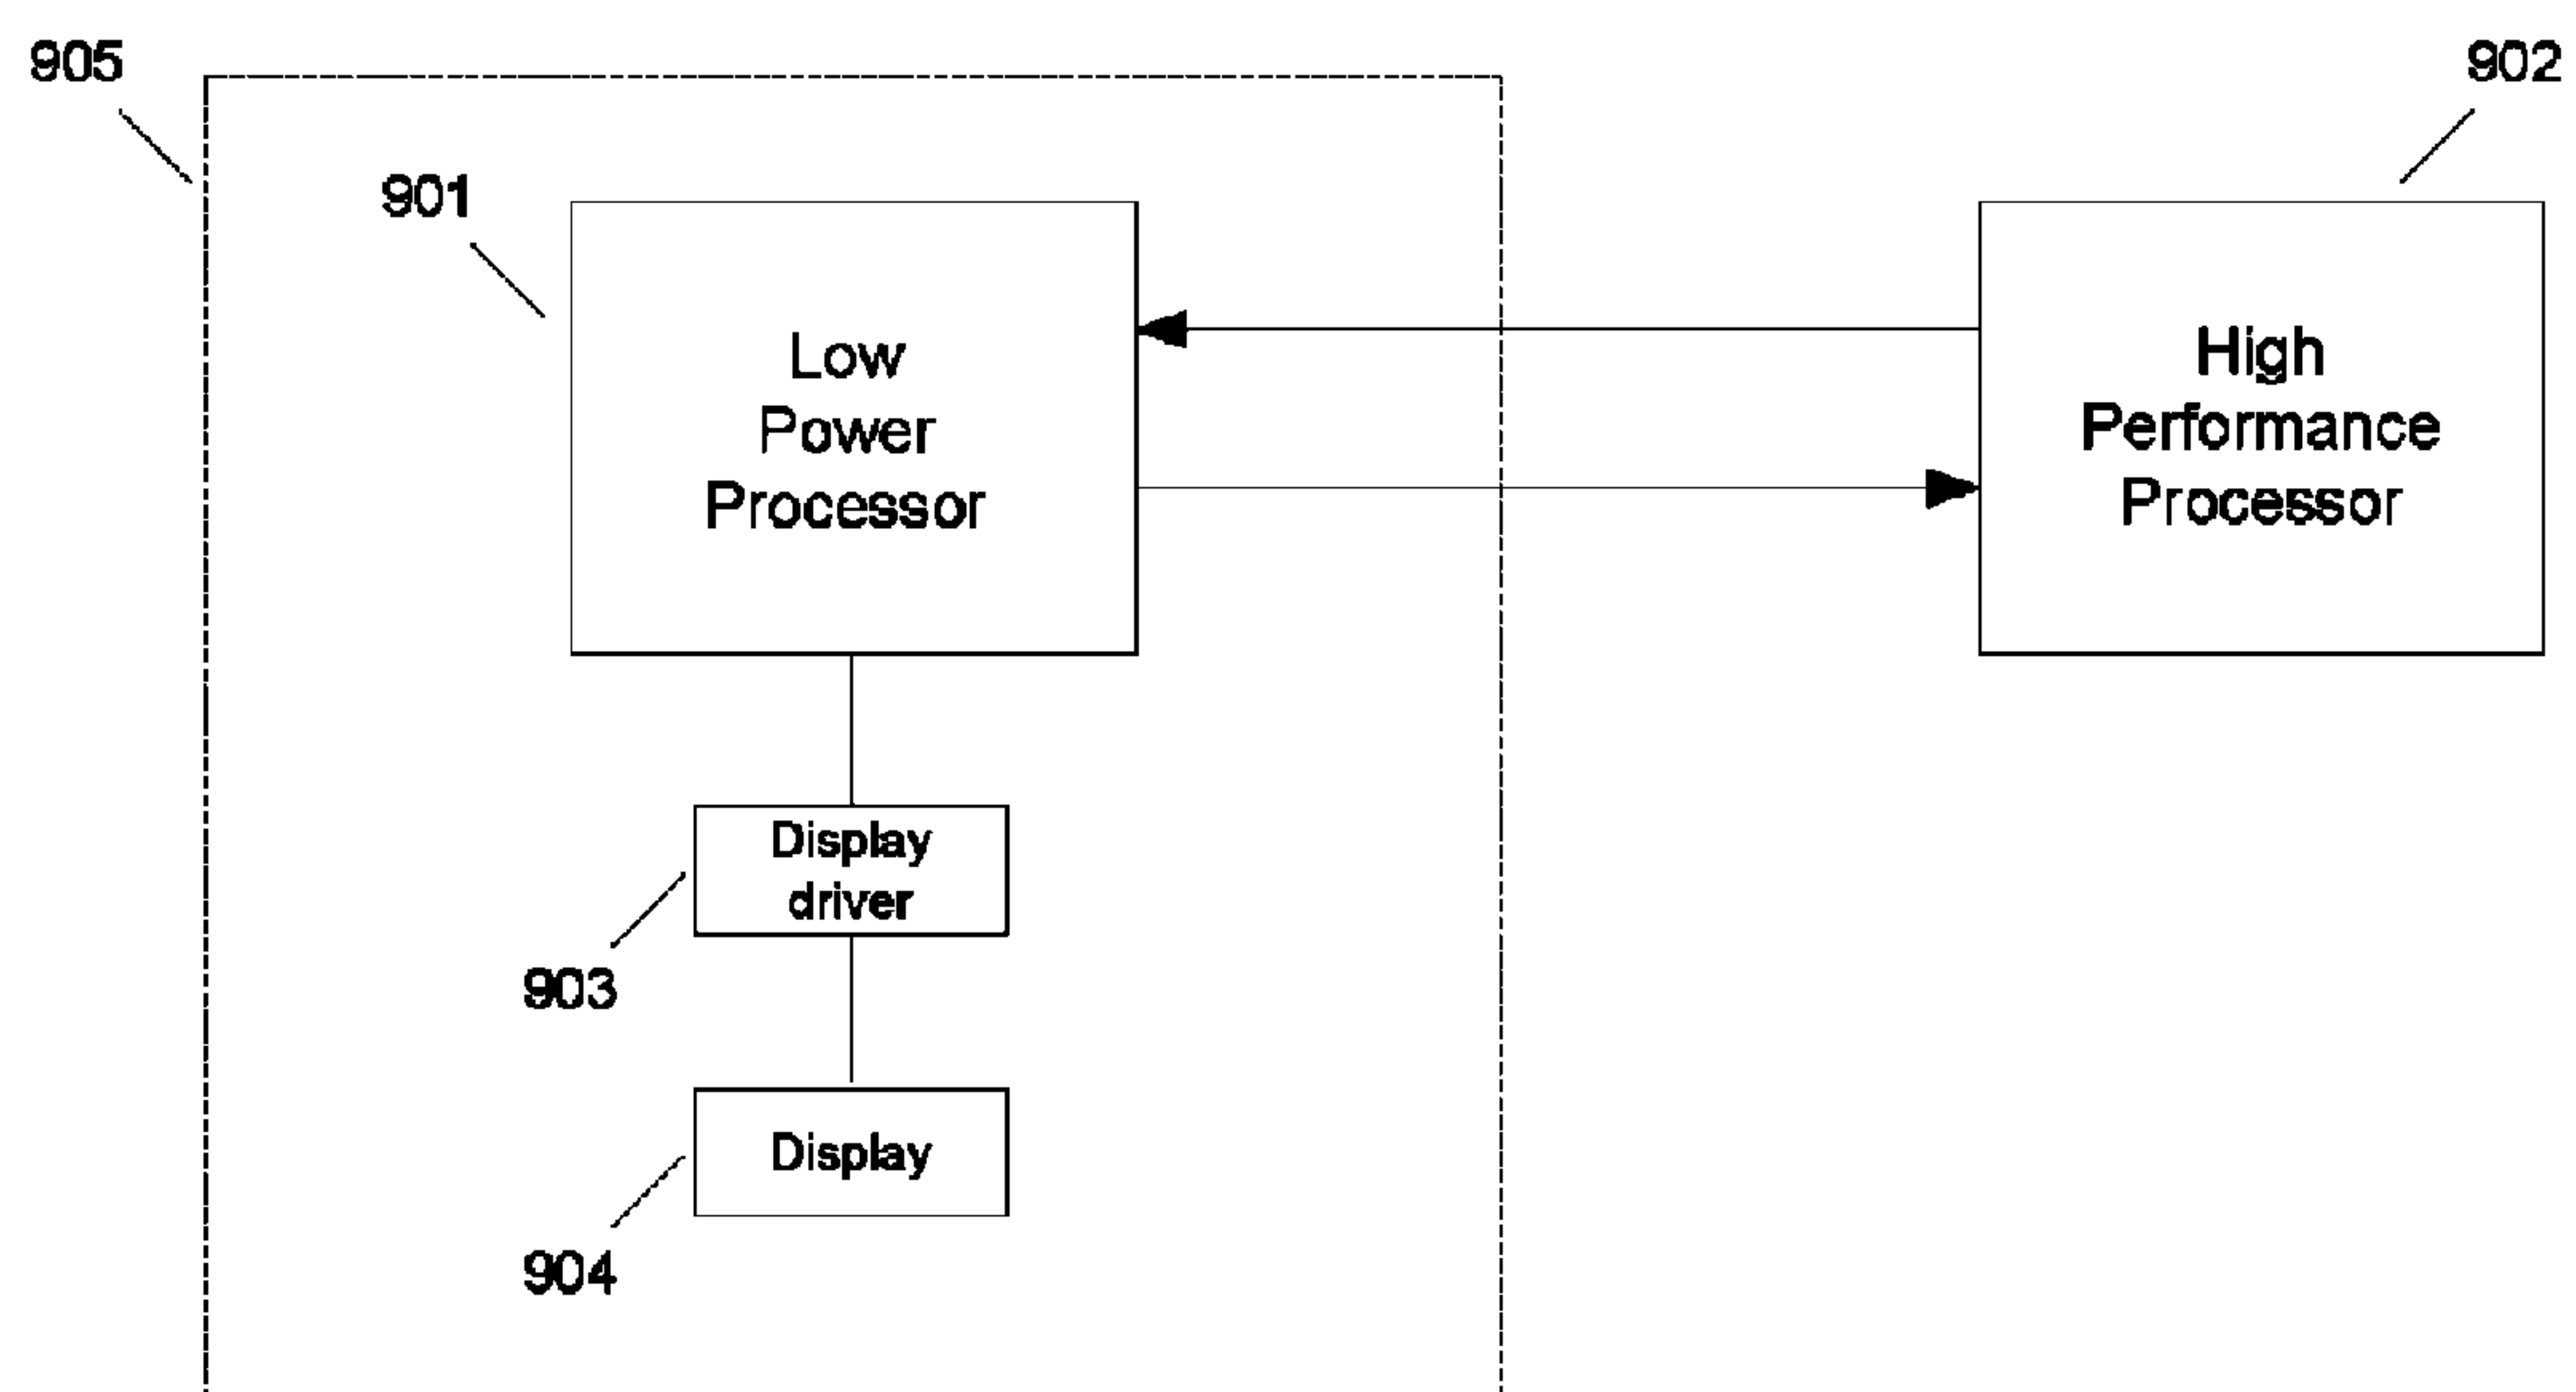 905
902
901
Low
Power
Processor
High
Performance
Processor
Display
driver
903
Display
904